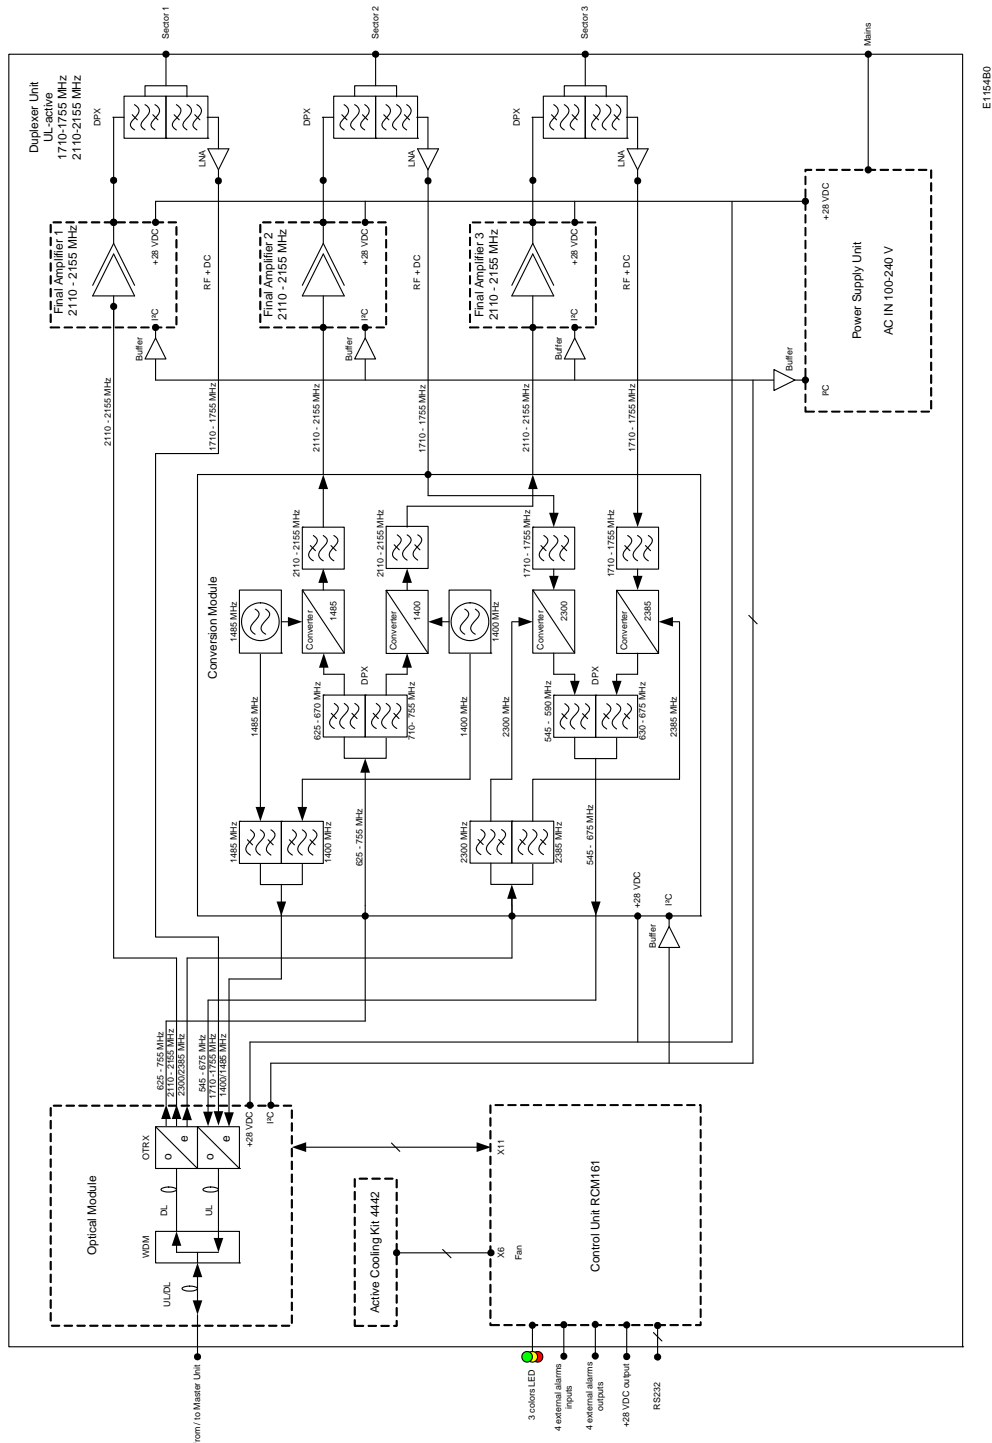 Sector 1
Sector 2
Sector 3
Mains
E1154B0
Duplexer Unit
UL-active
1710-1755 MHz
2110-2155 MHz
DPX
LNA
DPX
LNA
DPX
LNA
Final Amplifier 1
2110 - 2155 MHz
+28 VDC
I²C
RF + DC
Buffer
Final Amplifier 2
2110 - 2155 MHz
+28 VDC
I²C
RF + DC
Buffer
Final Amplifier 3
2110 - 2155 MHz
+28 VDC
I²C
RF + DC
Buffer
+28 VDC
Power Supply Unit
AC IN 100-240 V
I²C
Buffer
2110 - 2155 MHz
1710 - 1755 MHz
2110 - 2155 MHz
1710 - 1755 MHz
2110 - 2155 MHz
1710 - 1755 MHz
Conversion Module
2110 - 2155 MHz
2110 - 2155 MHz
1710 - 1755 MHz
1710 - 1755 MHz
1485 MHz
Converter
1485
Converter
1400
1400 MHz
Converter
2300
Converter
2385
625 - 670 MHz
DPX
710 - 755 MHz
545 - 590 MHz
DPX
630 - 675 MHz
1485 MHz
1400 MHz
2300 MHz
2385 MHz
1485 MHz
1400 MHz
625 - 755 MHz
2300 MHz
2385 MHz
545 - 675 MHz
+28 VDC
I²C
Buffer
625 - 755 MHz
2110 - 2155 MHz
2300/2385 MHz
545 - 675 MHz
1710 - 1755 MHz
1400/1485 MHz
+28 VDC
I²C
Optical Module
OTRX
o
e
o
e
DL
UL
WDM
UL/DL
from / to Master Unit
Active Cooling Kit 4442
X11
X6
Fan
Control Unit RCM161
3 colors LED
4 external alarms
inputs
4 external alarms
outputs
+28 VDC output
RS232